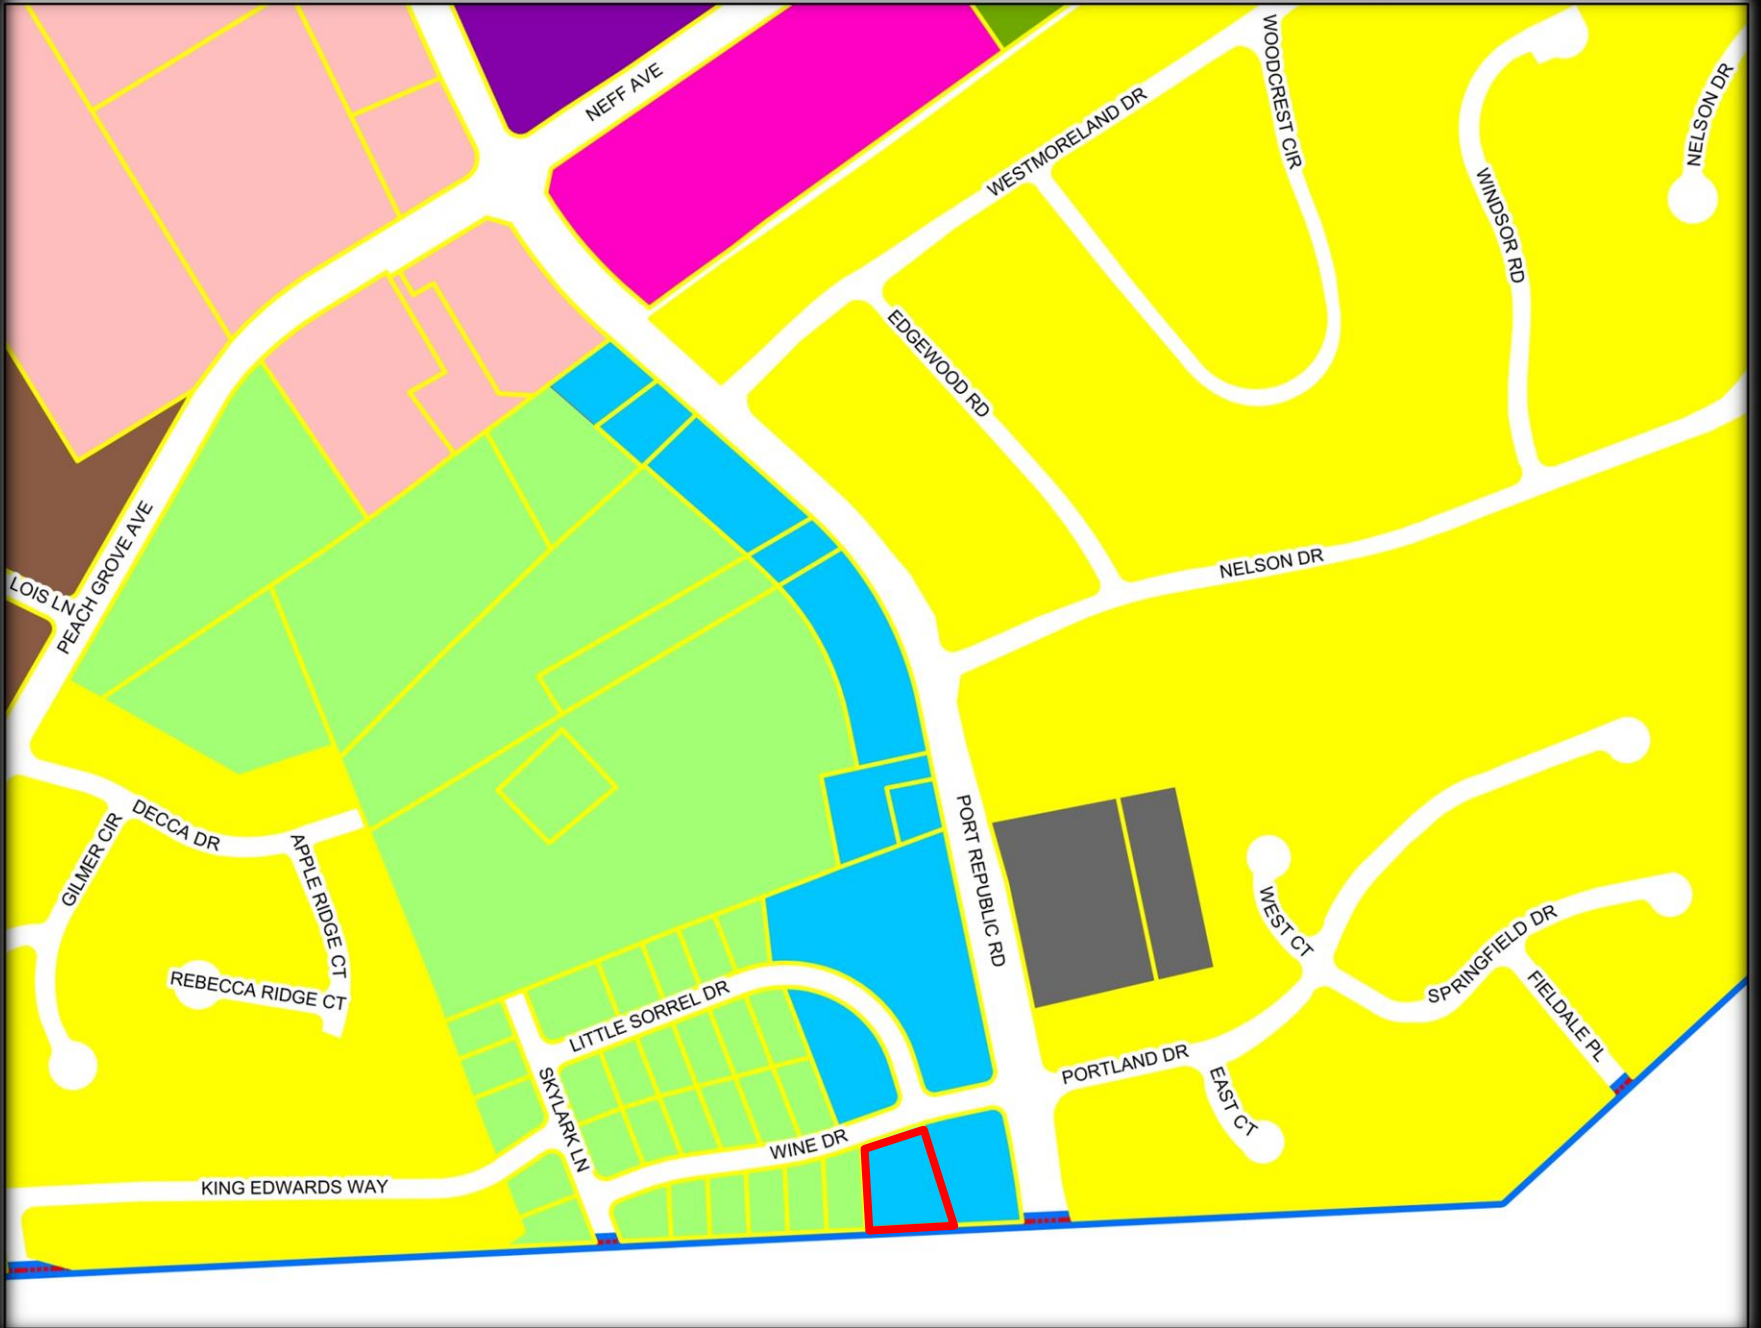 NEFF AVE
WOODCREST CIR
NELSON DR
WESTMORELAND DR
WINDSOR RD
EDGEWOOD RD
PEACH GROVE AVE
NELSON DR
LOIS LN
DECCA DR
GILMER CIR
APPLE RIDGE CT
PORT REPUBLIC RD
WEST CT
SPRINGFIELD DR
REBECCA RIDGE CT
LITTLE SORREL DR
FIELDALE PL
PORTLAND DR
SKYLARK LN
EAST CT
WINE DR
KING EDWARDS WAY